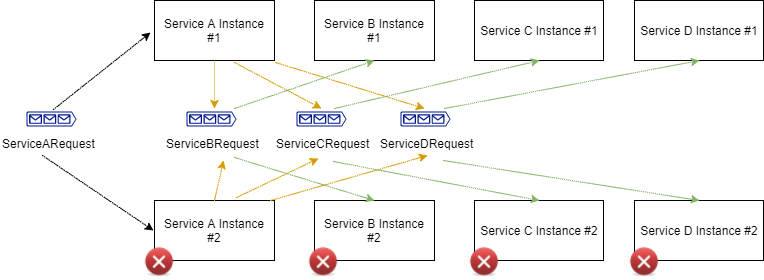 Service A Instance
#1
Service B Instance
#1
Service C Instance #1
Service D Instance #1
ServiceARequest
ServiceBRequest
ServiceCRequest
ServiceDRequest
Service A Instance
#2
Service B Instance
#2
Service C Instance #2
Service D Instance #2